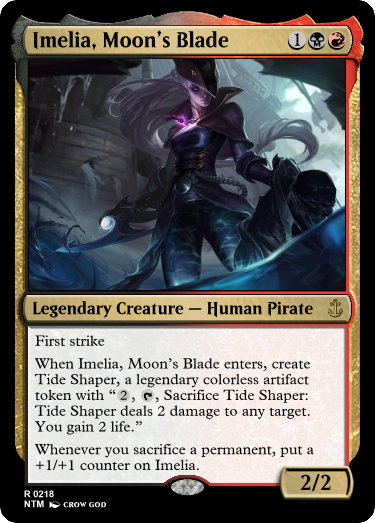 Imelia, Moon's Blade 1
Legendary Creature — Human Pirate
First strike
When Imelia, Moon's Blade enters, create
Tide Shaper, a legendary colorless artifact
token with “2, , Sacrifice Tide Shaper:
Tide Shaper deals 2 damage to any target.
You gain 2 life.”
Whenever you sacrifice a permanent, put a
+1/+1 counter on Imelia.
2/2
R 0218
NTM CROW GOD